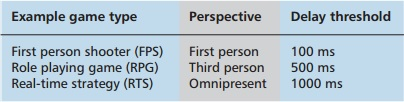 Example game type Perspective Delay threshold
First person shooter (FPS) First person 100 ms
Role playing game (RPG) Third person 500 ms
Real-time strategy (RTS) Omnipresent 1000 ms